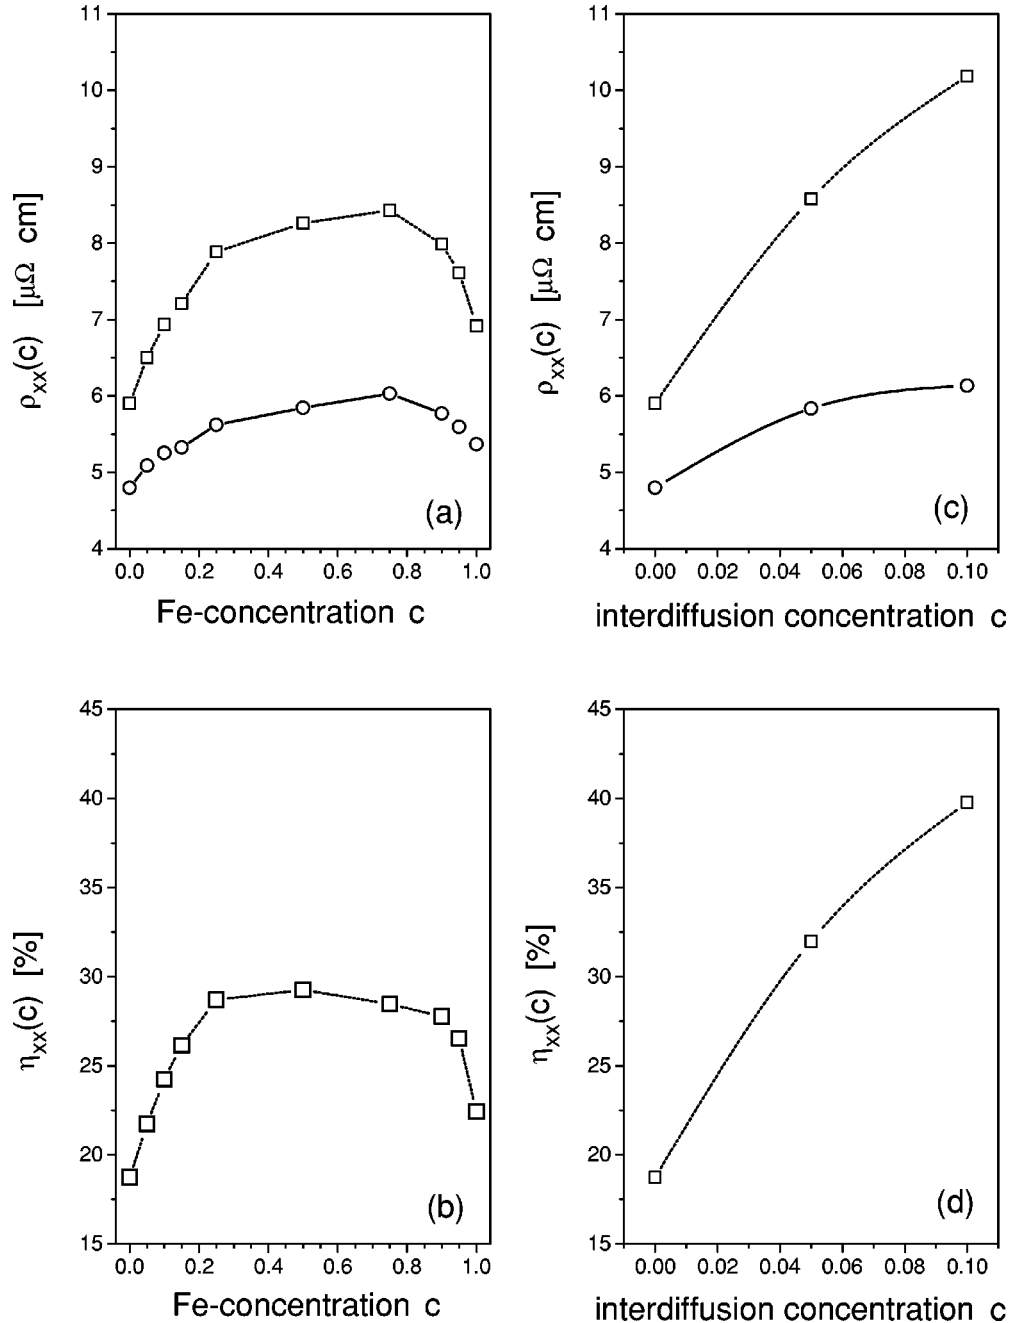 11
10
9
8
7
6
5
4
ρxx(c) [μΩ cm]
(a)
0.0 0.2 0.4 0.6 0.8 1.0
Fe-concentration c
11
10
9
8
7
6
5
4
ρxx(c) [μΩ cm]
(c)
0.00 0.02 0.04 0.06 0.08 0.10
interdiffusion concentration c
45
40
35
30
25
20
15
ηxx(c) [%]
(b)
0.0 0.2 0.4 0.6 0.8 1.0
Fe-concentration c
45
40
35
30
25
20
15
ηxx(c) [%]
(d)
0.00 0.02 0.04 0.06 0.08 0.10
interdiffusion concentration c